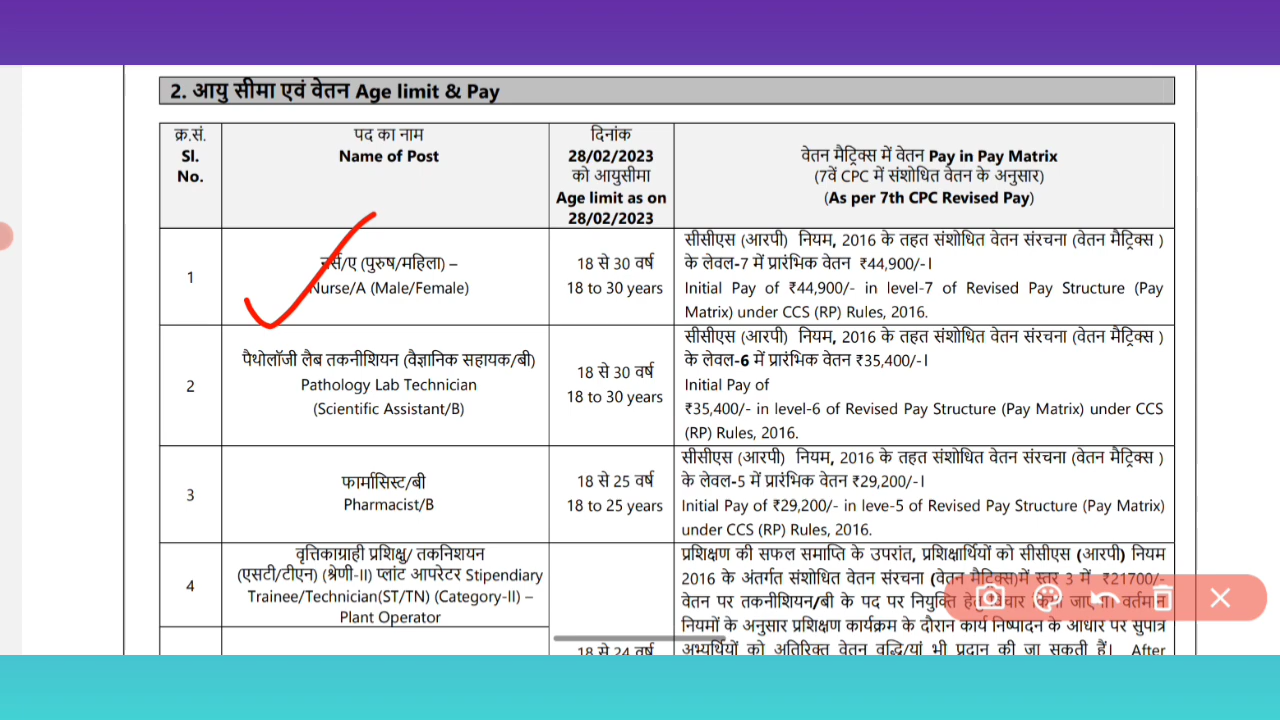 2. आयु सीमा एवं वेतन Age limit & Pay
क्र.सं.
Sl.
No.
पद का नाम
Name of Post
दिनांक
28/02/2023
को आयुसीमा
Age limit as on
28/02/2023
वेतन मैट्रिक्स में वेतन Pay in Pay Matrix
(7वें CPC में संशोधित वेतन के अनुसार)
(As per 7th CPC Revised Pay)
1
नर्स/ए (पुरुष/महिला) –
Nurse/A (Male/Female)
18 से 30 वर्ष
18 to 30 years
सीसीएस (आरपी) नियम, 2016 के तहत संशोधित वेतन संरचना (वेतन मैट्रिक्स )
के लेवल-7 में प्रारंभिक वेतन ₹44,900/-।
Initial Pay of ₹44,900/- in level-7 of Revised Pay Structure (Pay
Matrix) under CCS (RP) Rules, 2016.
2
पैथोलॉजी लैब तकनीशियन (वैज्ञानिक सहायक/बी)
Pathology Lab Technician
(Scientific Assistant/B)
18 से 30 वर्ष
18 to 30 years
सीसीएस (आरपी) नियम, 2016 के तहत संशोधित वेतन संरचना (वेतन मैट्रिक्स )
के लेवल-6 में प्रारंभिक वेतन ₹35,400/-।
Initial Pay of
₹35,400/- in level-6 of Revised Pay Structure (Pay Matrix) under CCS
(RP) Rules, 2016.
3
फार्मासिस्ट/बी
Pharmacist/B
18 से 25 वर्ष
18 to 25 years
सीसीएस (आरपी) नियम, 2016 के तहत संशोधित वेतन संरचना (वेतन मैट्रिक्स )
के लेवल-5 में प्रारंभिक वेतन ₹29,200/-।
Initial Pay of ₹29,200/- in leve-5 of Revised Pay Structure (Pay Matrix)
under CCS (RP) Rules, 2016.
4
वृत्तिकाग्राही प्रशिक्षु/ तकनिशयन
(एसटी/टीएन) (श्रेणी-II) प्लांट आपरेटर Stipendiary
Trainee/Technician(ST/TN) (Category-II) –
Plant Operator
18 से 24 वर्ष
प्रशिक्षण की सफल समाप्ति के उपरांत, प्रशिक्षार्थियों को सीसीएस (आरपी) नियम
2016 के अंतर्गत संशोधित वेतन संरचना (वेतन मैट्रिक्स)में स्तर 3 में ₹21700/-
वेतन पर तकनीशियन/बी के पद पर नियुक्ति हेतु विचार किया जाएगा। वर्तमान
नियमों के अनुसार प्रशिक्षण कार्यक्रम के दौरान कार्य निष्पादन के आधार पर सुपात्र
अभ्यर्थियों को अतिरिक्त वेतन वृद्धि/यां भी प्रदान की जा सकती हैं। After